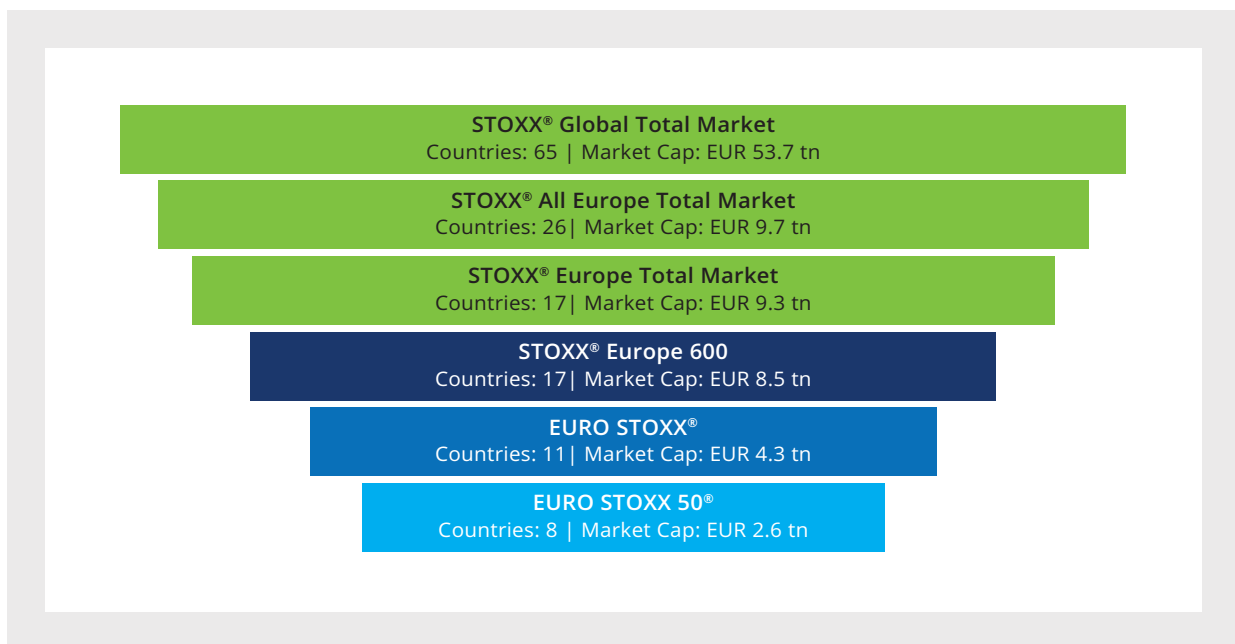 STOXX® Global Total Market
Countries: 65 | Market Cap: EUR 53.7 tn
STOXX® All Europe Total Market
Countries: 26| Market Cap: EUR 9.7 tn
STOXX® Europe Total Market
Countries: 17| Market Cap: EUR 9.3 tn
STOXX® Europe 600
Countries: 17| Market Cap: EUR 8.5 tn
EURO STOXX®
Countries: 11| Market Cap: EUR 4.3 tn
EURO STOXX 50®
Countries: 8 | Market Cap: EUR 2.6 tn